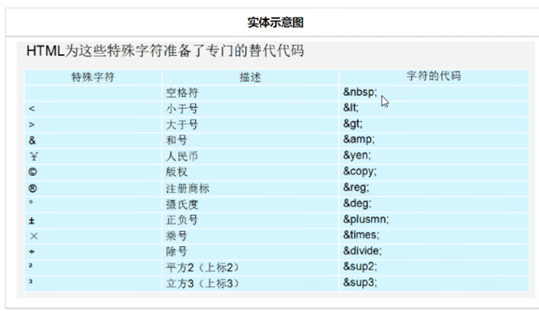 实体示意图
HTML为这些特殊字符准备了专门的替代代码
特殊字符 描述 字符的代码
空格符 &nbsp;
< 小于号 &lt;
> 大于号 &gt;
& 和号 &amp;
¥ 人民币 &yen;
© 版权 &copy;
® 注册商标 &reg;
° 摄氏度 &deg;
± 正负号 &plusmn;
× 乘号 &times;
÷ 除号 &divide;
² 平方2（上标2） &sup2;
³ 立方3（上标3） &sup3;